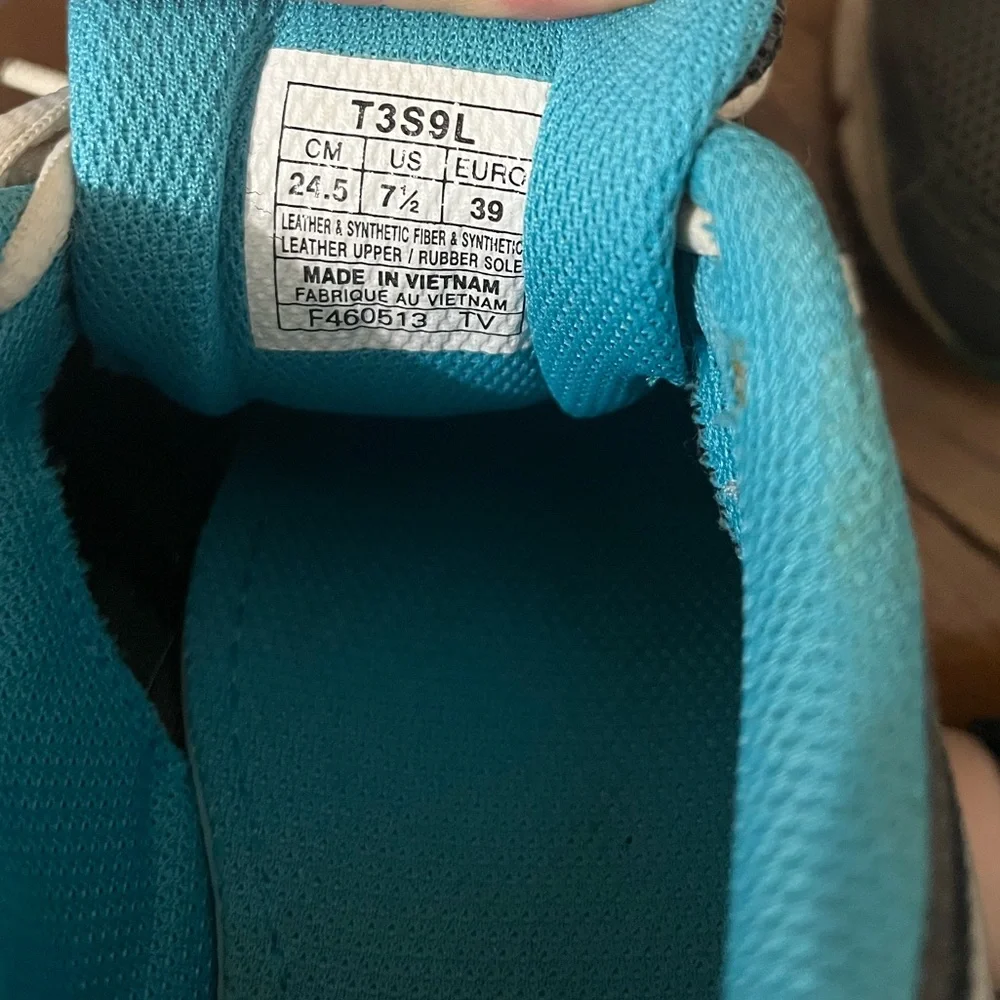 T3S9L
CM US EURO
24.5 7½ 39
LEATHER & SYNTHETIC FIBER & SYNTHETIC
LEATHER UPPER / RUBBER SOLE
MADE IN VIETNAM
FABRIQUE AU VIETNAM
F460513 TV